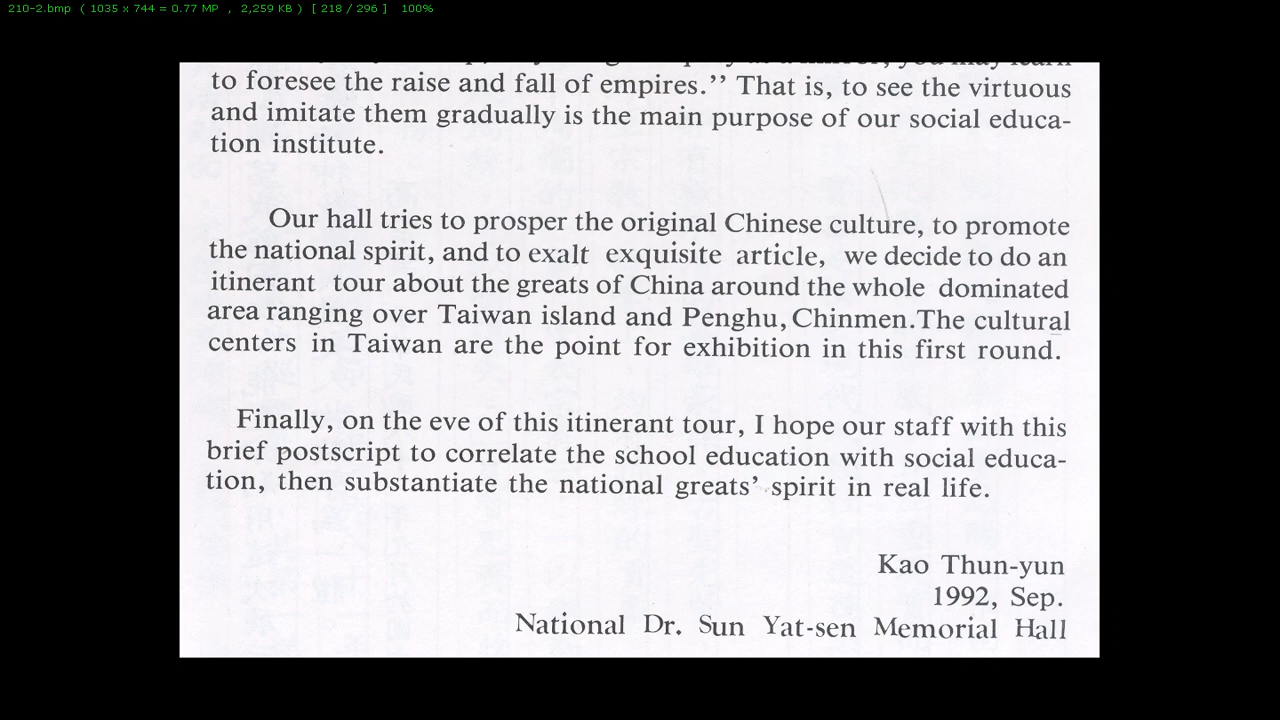 210-2.bmp ( 1035 x 744 = 0.77 MP , 2,259 KB ) [ 218 / 296 ] 100%
you may learn
to foresee the raise and fall of empires.’’ That is, to see the virtuous
and imitate them gradually is the main purpose of our social educa-
tion institute.
Our hall tries to prosper the original Chinese culture, to promote
the national spirit, and to exalt exquisite article, we decide to do an
itinerant tour about the greats of China around the whole dominated
area ranging over Taiwan island and Penghu, Chinmen.The cultural
centers in Taiwan are the point for exhibition in this first round.
Finally, on the eve of this itinerant tour, I hope our staff with this
brief postscript to correlate the school education with social educa-
tion, then substantiate the national greats’ spirit in real life.
Kao Thun-yun
1992, Sep.
National Dr. Sun Yat-sen Memorial Hall